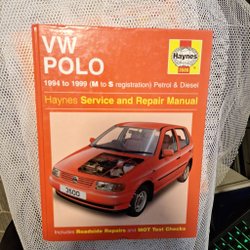 VW
POLO
Haynes
1994 to 1999 (M to S registration) Petrol & Diesel
Haynes Service and Repair Manual
3500
Includes Roadside Repairs and MOT Test Checks